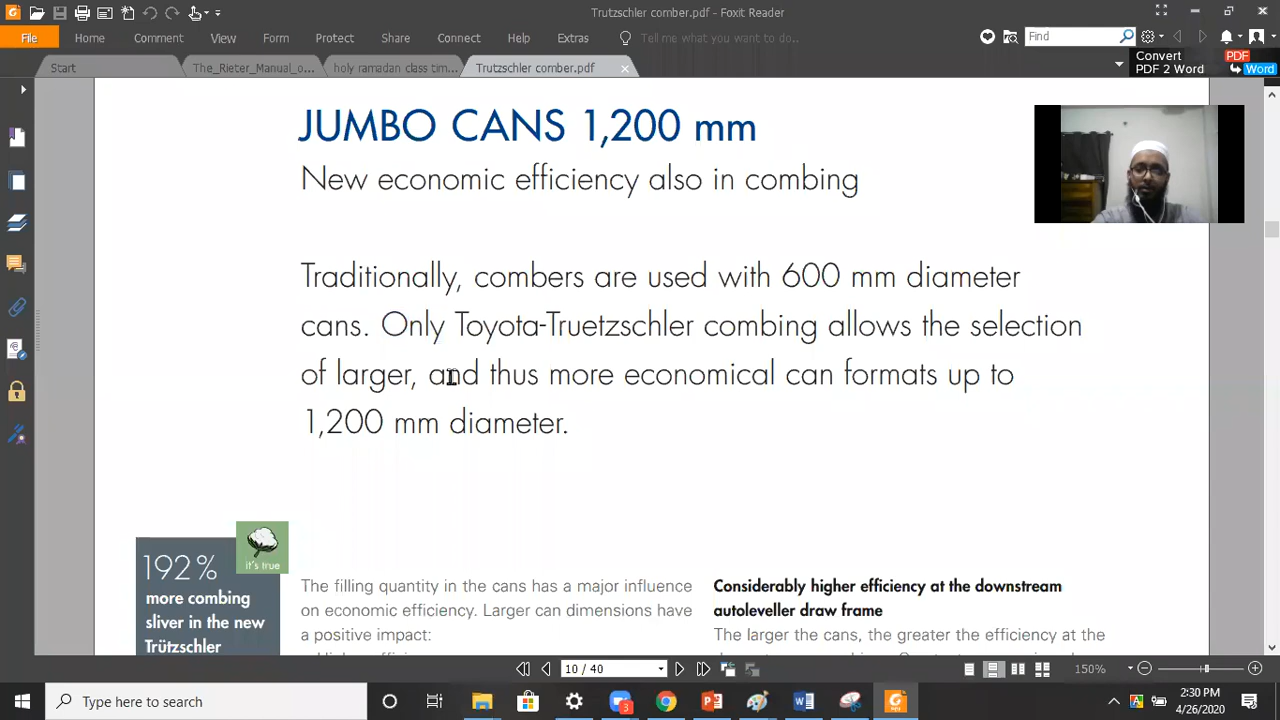 Trutzschler comber.pdf - Foxit Reader
File Home Comment View Form Protect Share Connect Help Extras Tell me what you want to do.. Find
Start The_Rieter_Manual_o... holy ramadan class tim... Trutzschler comber.pdf
Convert PDF
PDF 2 Word Word
JUMBO CANS 1,200 mm
New economic efficiency also in combing
Traditionally, combers are used with 600 mm diameter
cans. Only Toyota-Truetzschler combing allows the selection
of larger, and thus more economical can formats up to
1,200 mm diameter.
it's true
192 %
more combing
sliver in the new
Trützschler
The filling quantity in the cans has a major influence
on economic efficiency. Larger can dimensions have
a positive impact:
Considerably higher efficiency at the downstream
autoleveller draw frame
The larger the cans, the greater the efficiency at the
10 / 40
150%
Type here to search
3
2:30 PM
4/26/2020